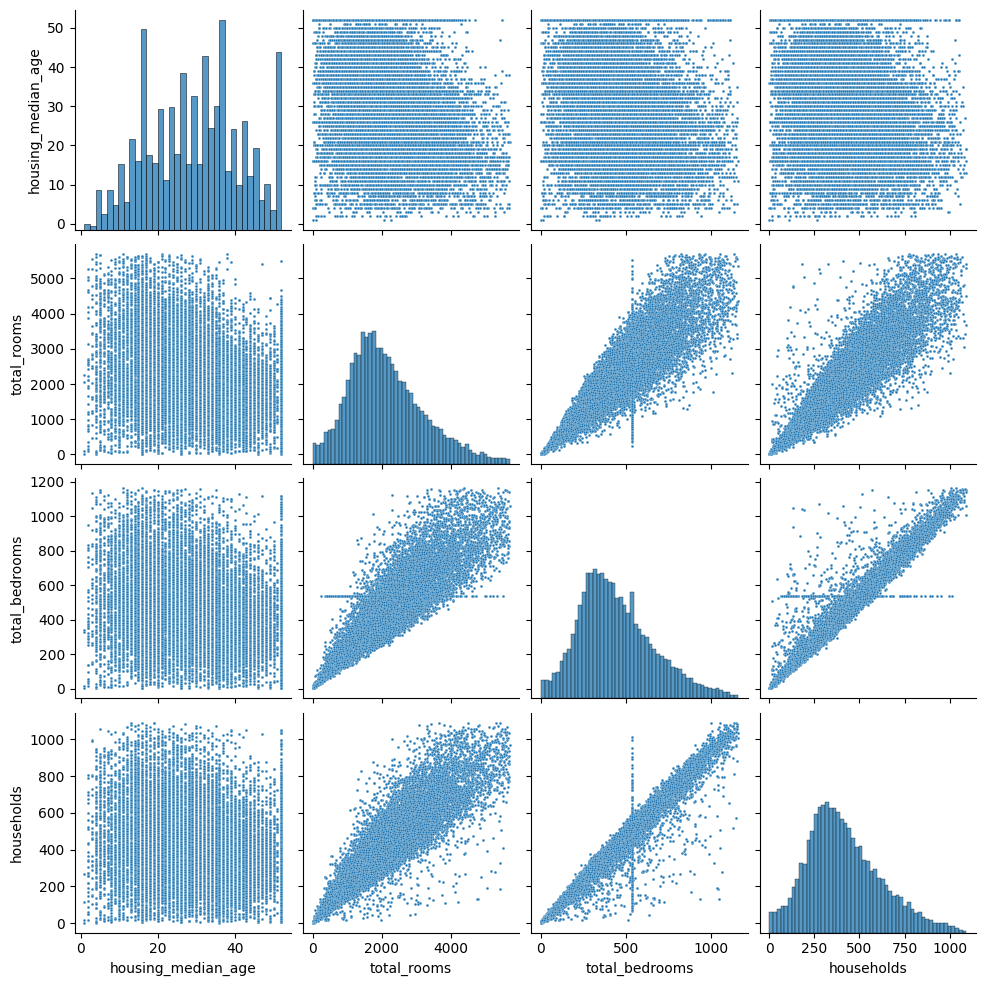 housing_median_age
50
40
30
20
10
0
total_rooms
5000
4000
3000
2000
1000
0
total_bedrooms
1200
1000
800
600
400
200
0
households
1000
800
600
400
200
0
0 20 40
0 2000 4000
0 500 1000
0 250 500 750 1000
housing_median_age total_rooms total_bedrooms households